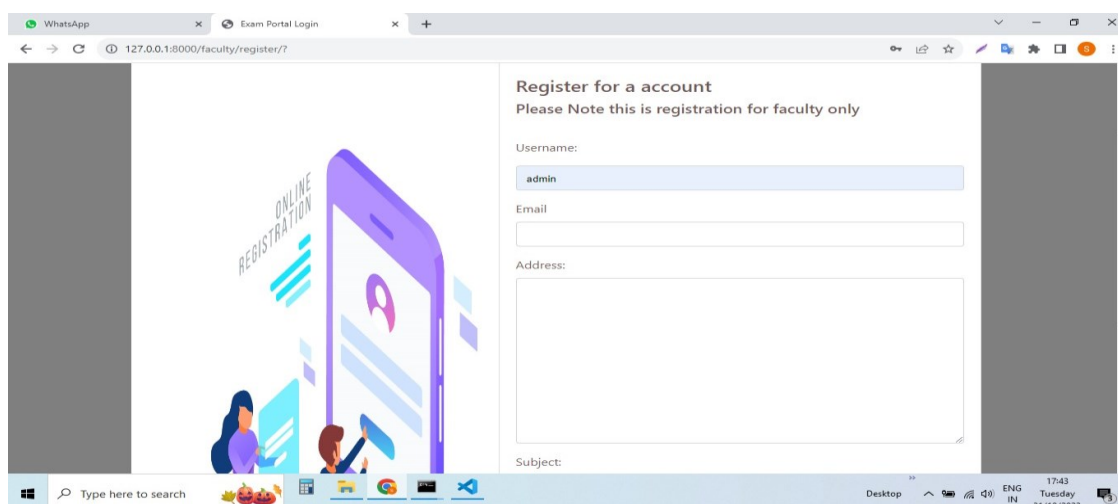 WhatsApp
Exam Portal Login
127.0.0.1:8000/faculty/register/?
S
Register for a account
Please Note this is registration for faculty only
Username:
admin
Email
Address:
Subject:
ONLINE
REGISTRATION
Type here to search
Desktop
ENG
IN
17:43
Tuesday